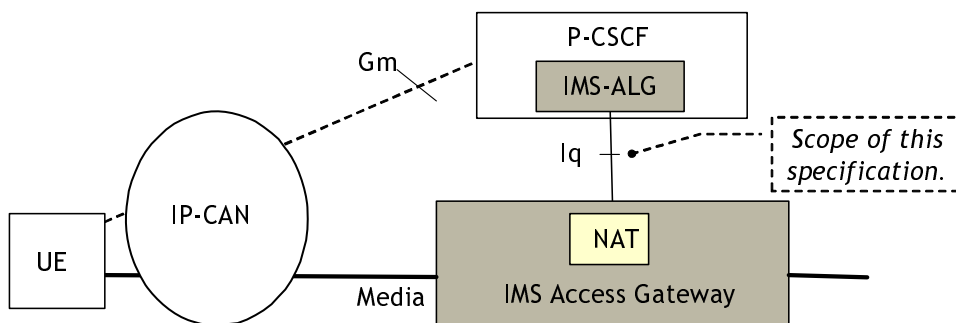 P-CSCF
Gm
IMS-ALG
Iq
Scope of this
specification.
IP-CAN
NAT
UE
Media
IMS Access Gateway